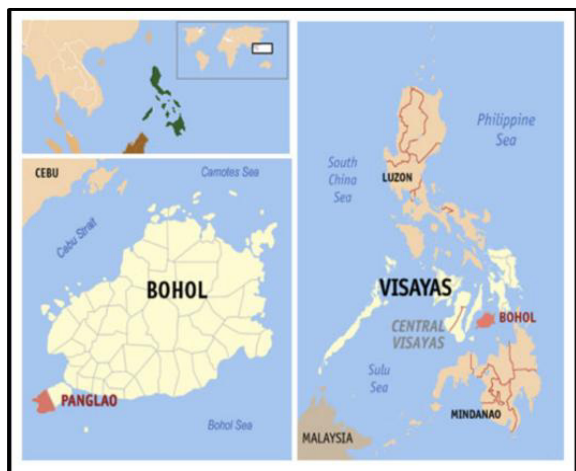 CEBU
Camotes Sea
Cebu Strait
BOHOL
PANGLAO
Bohol Sea
Philippine
Sea
South
China
Sea
LUZON
VISAYAS
CENTRAL
VISAYAS
BOHOL
Sulu
Sea
MINDANAO
MALAYSIA